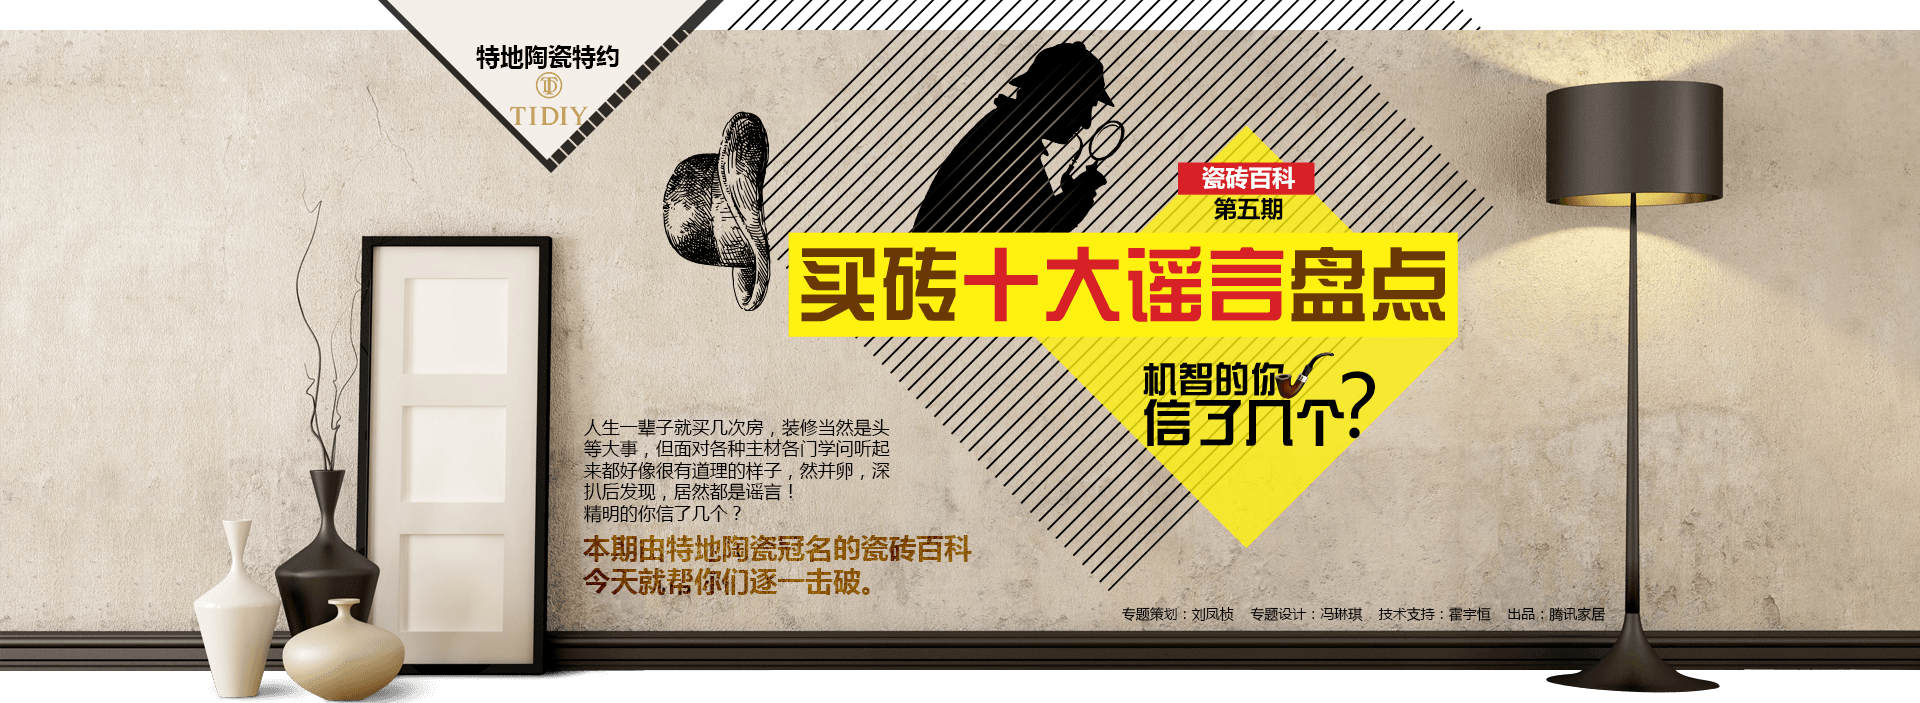 特地陶瓷特约
TIDIY
瓷砖百科
第五期
买砖十大谣言盘点
机智的你
信了几个?
人生一辈子就买几次房，装修当然是头
等大事，但面对各种主材各门学问听起
来都好像很有道理的样子，然并卵，深
扒后发现，居然都是谣言！
精明的你信了几个？
本期由特地陶瓷冠名的瓷砖百科
今天就帮你们逐一击破。
专题策划：刘凤桢 专题设计：冯琳琪 技术支持：霍宇恒 出品：腾讯家居